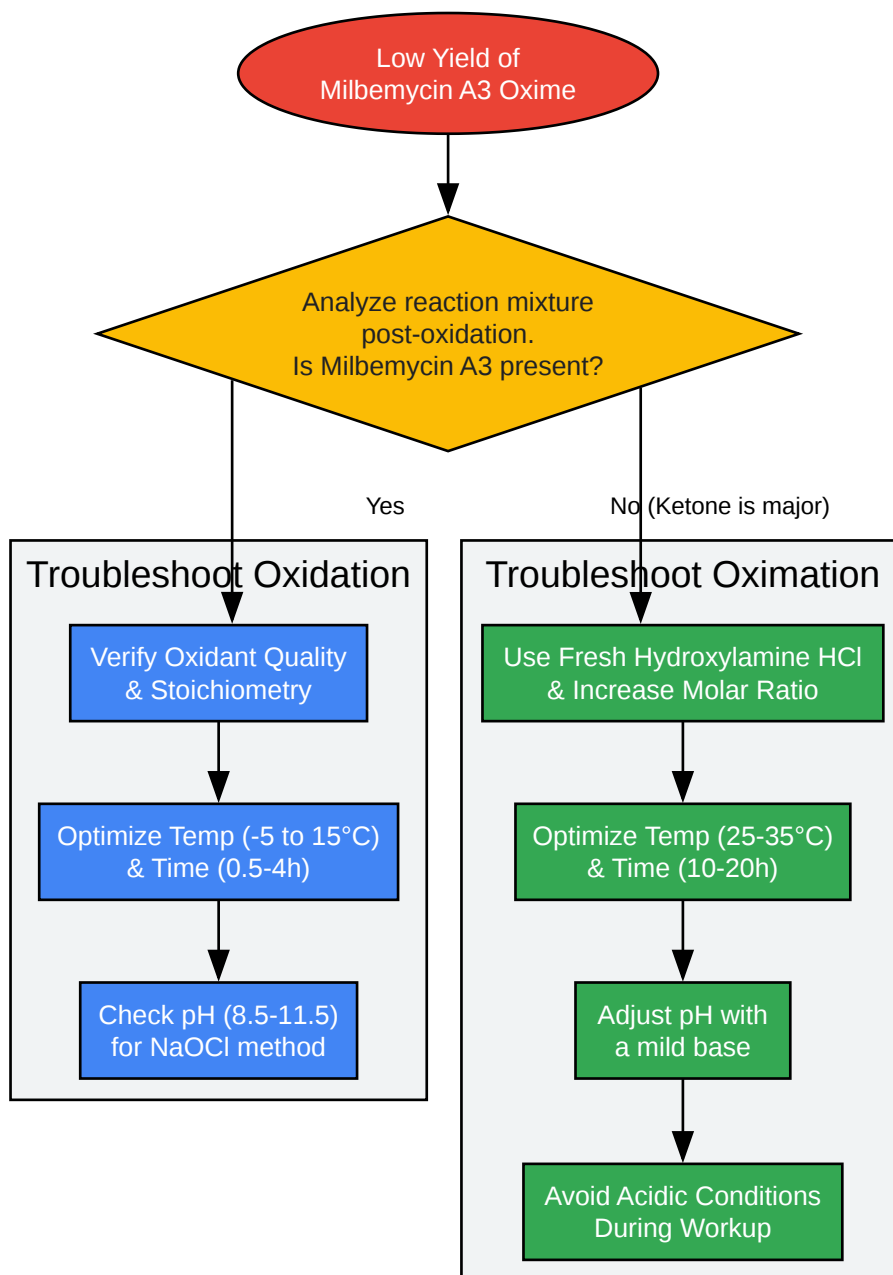 Low Yield of
Milbemycin A3 Oxime
Analyze reaction mixture
post-oxidation.
Is Milbemycin A3 present?
Yes
No (Ketone is major)
Troubleshoot Oxidation
Verify Oxidant Quality
& Stoichiometry
Optimize Temp (-5 to 15°C)
& Time (0.5-4h)
Check pH (8.5-11.5)
for NaOCl method
Troubleshoot Oximation
Use Fresh Hydroxylamine HCl
& Increase Molar Ratio
Optimize Temp (25-35°C)
& Time (10-20h)
Adjust pH with
a mild base
Avoid Acidic Conditions
During Workup